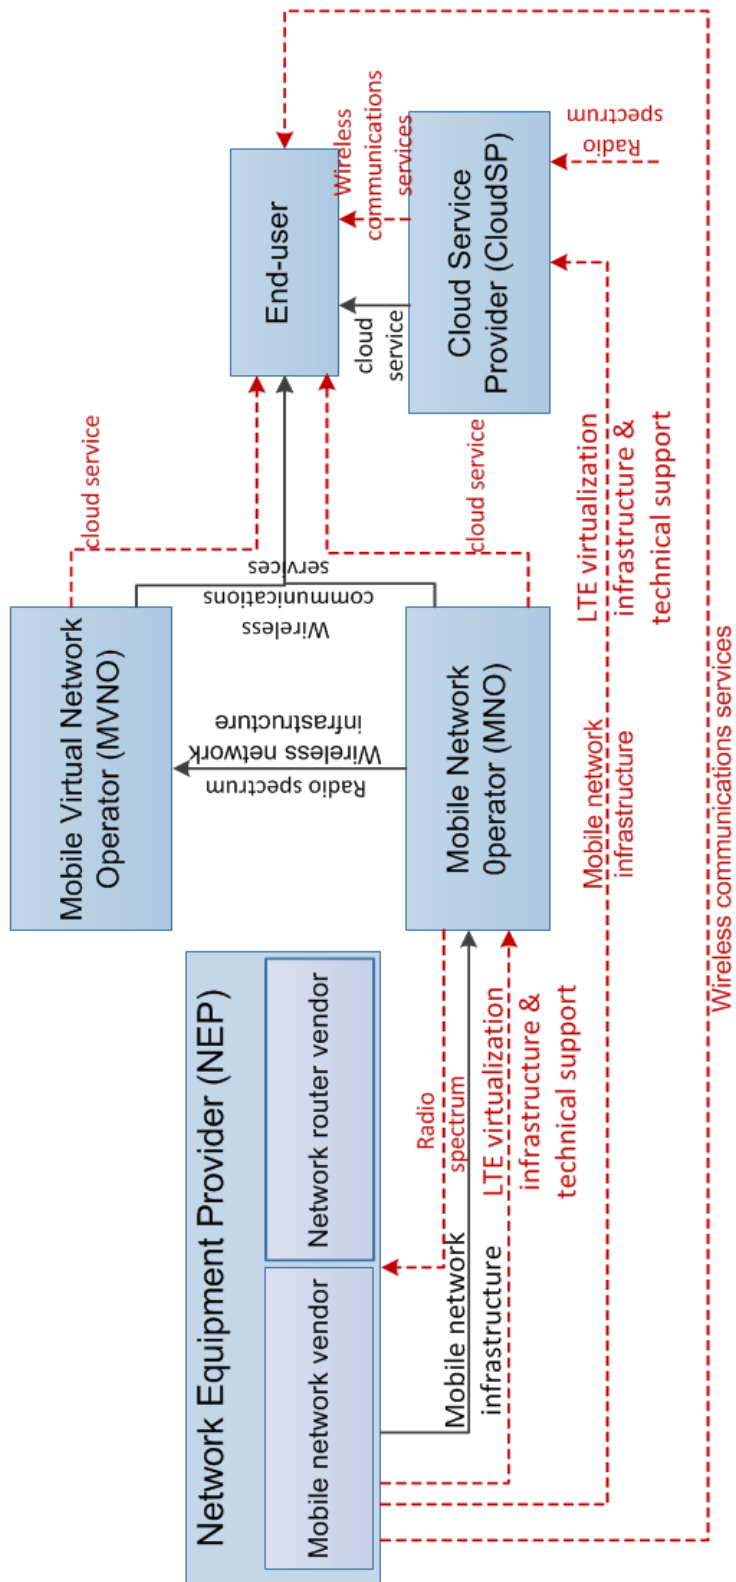 Network Equipment Provider (NEP)
Mobile network vendor
Network router vendor
Mobile network
infrastructure
Radio
spectrum
LTE virtualization
infrastructure &
technical support
Mobile Virtual Network
Operator (MVNO)
Radio spectrum
Wireless network
infrastructure
Mobile Network
0perator (MNO)
Wireless
communications
services
cloud service
cloud service
End-user
cloud
service
Wireless
communications
services
Cloud Service
Provider (CloudSP)
Radio
spectrum
Mobile network
infrastructure
LTE virtualization
infrastructure &
technical support
Wireless communications services